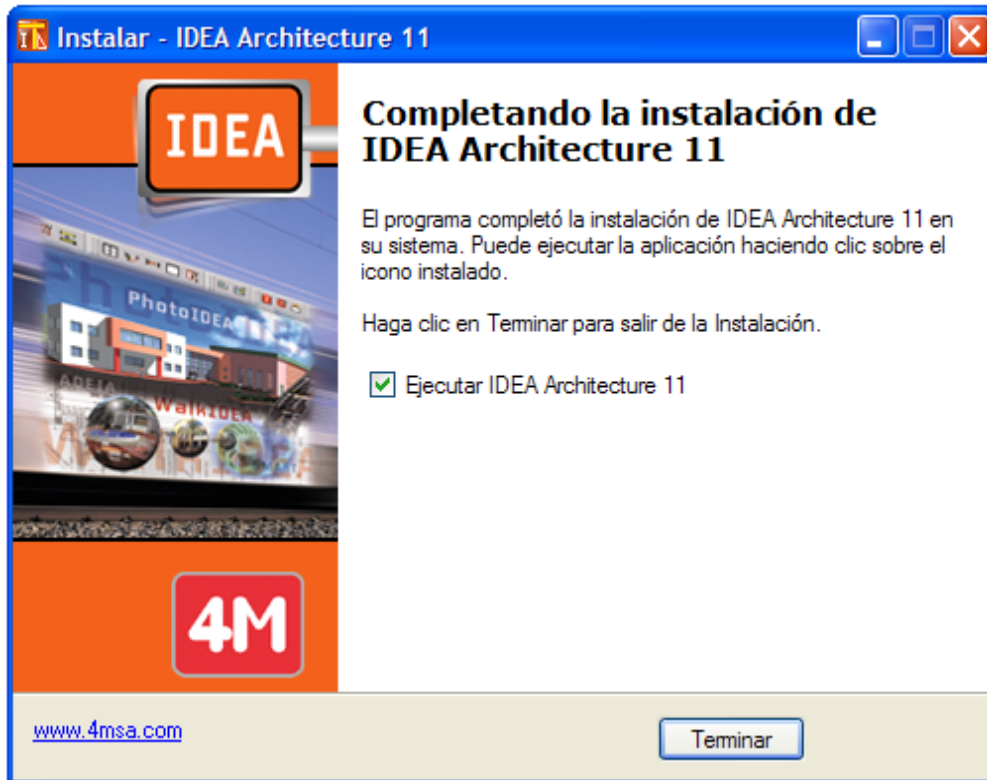 Instalar - IDEA Architecture 11
IDEA
Completando la instalación de
IDEA Architecture 11
El programa completó la instalación de IDEA Architecture 11 en
su sistema. Puede ejecutar la aplicación haciendo clic sobre el
icono instalado.
Haga clic en Terminar para salir de la Instalación.
Ejecutar IDEA Architecture 11
PhotoIDEA
WalkIDEA
4M
www.4msa.com
Terminar